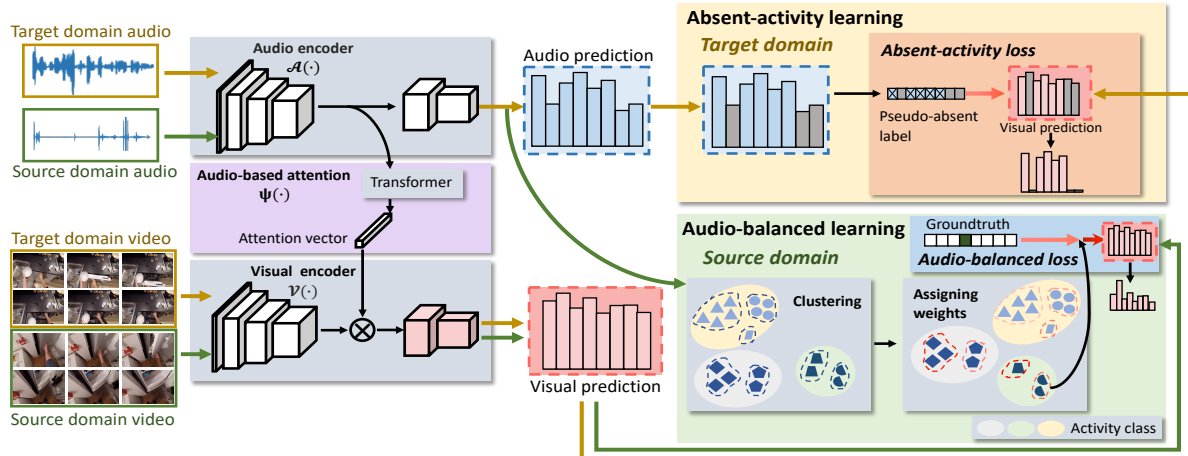 Target domain audio
Source domain audio
Target domain video
Source domain video
Audio encoder
𝒜(·)
Audio-based attention
ψ(·)
Transformer
Attention vector
Visual encoder
𝒱(·)
Audio prediction
Visual prediction
Absent-activity learning
Target domain
Absent-activity loss
Pseudo-absent
label
Visual prediction
Audio-balanced learning
Source domain
Groundtruth
Audio-balanced loss
Clustering
Assigning
weights
Activity class